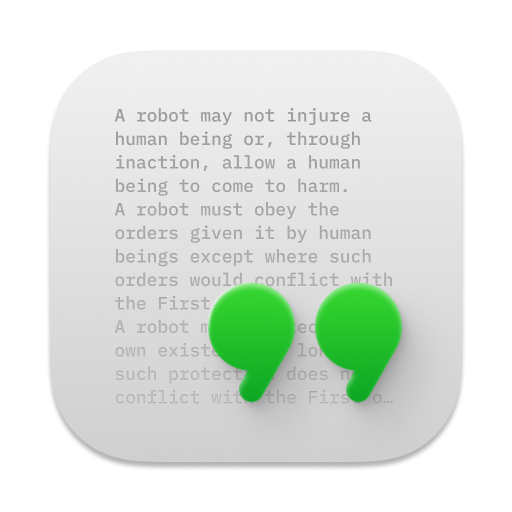 A robot may not injure a
human being or, through
inaction, allow a human
being to come to harm.
A robot must obey the
orders given it by human
beings except where such
orders would conflict with
the First
A robot
own
such does
conflict with the First